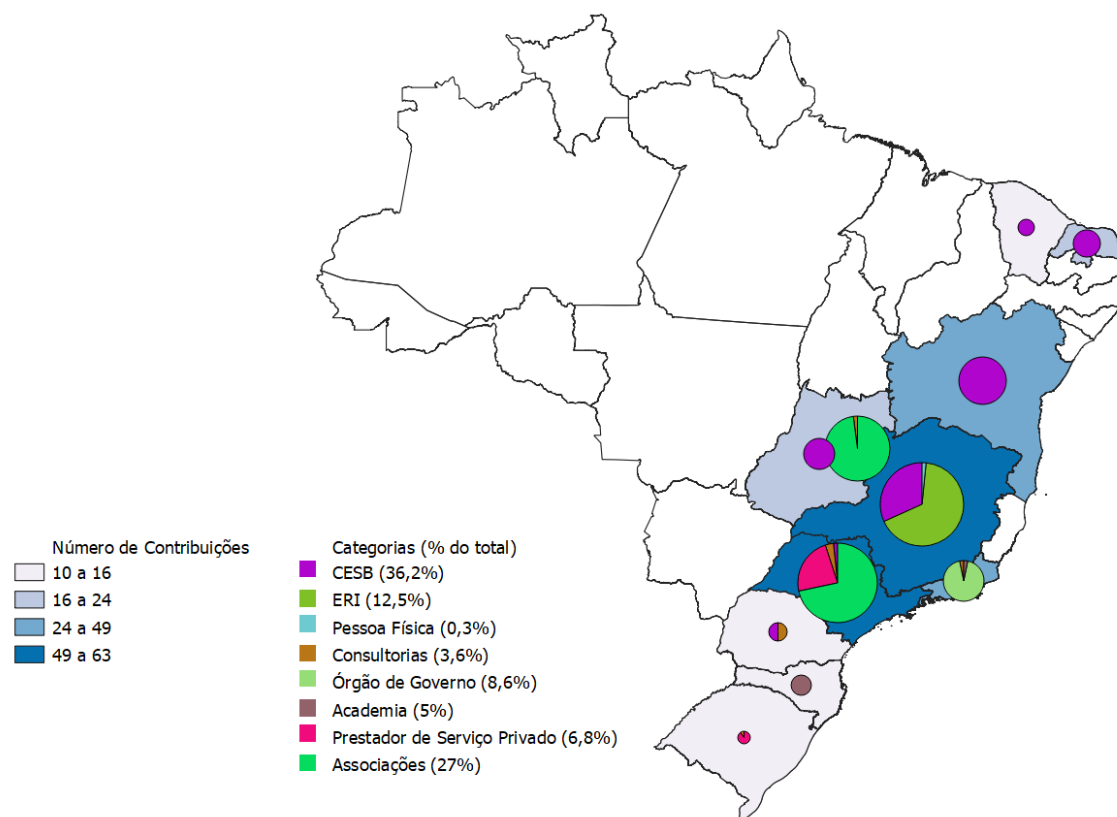 Número de Contribuições
10 a 16
16 a 24
24 a 49
49 a 63
Categorias (% do total)
CESB (36,2%)
ERI (12,5%)
Pessoa Física (0,3%)
Consultorias (3,6%)
Órgão de Governo (8,6%)
Academia (5%)
Prestador de Serviço Privado (6,8%)
Associações (27%)